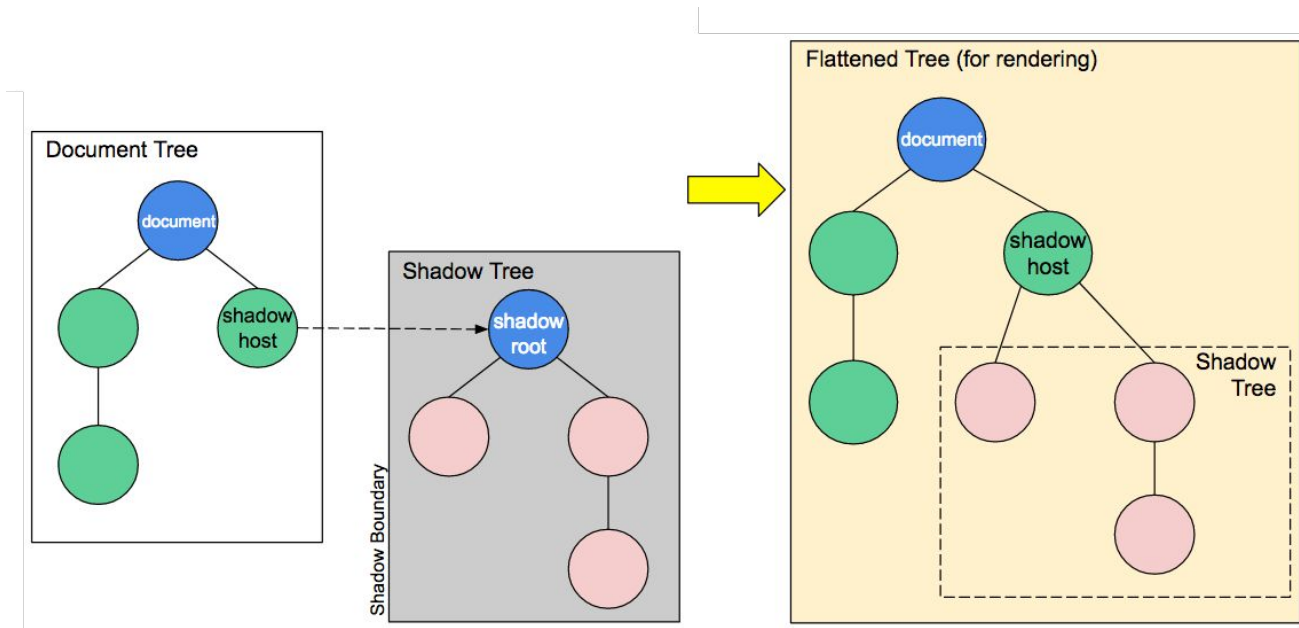 Document Tree
document
shadow
host
Shadow Tree
shadow
root
Shadow Boundary
Flattened Tree (for rendering)
document
shadow
host
Shadow
Tree